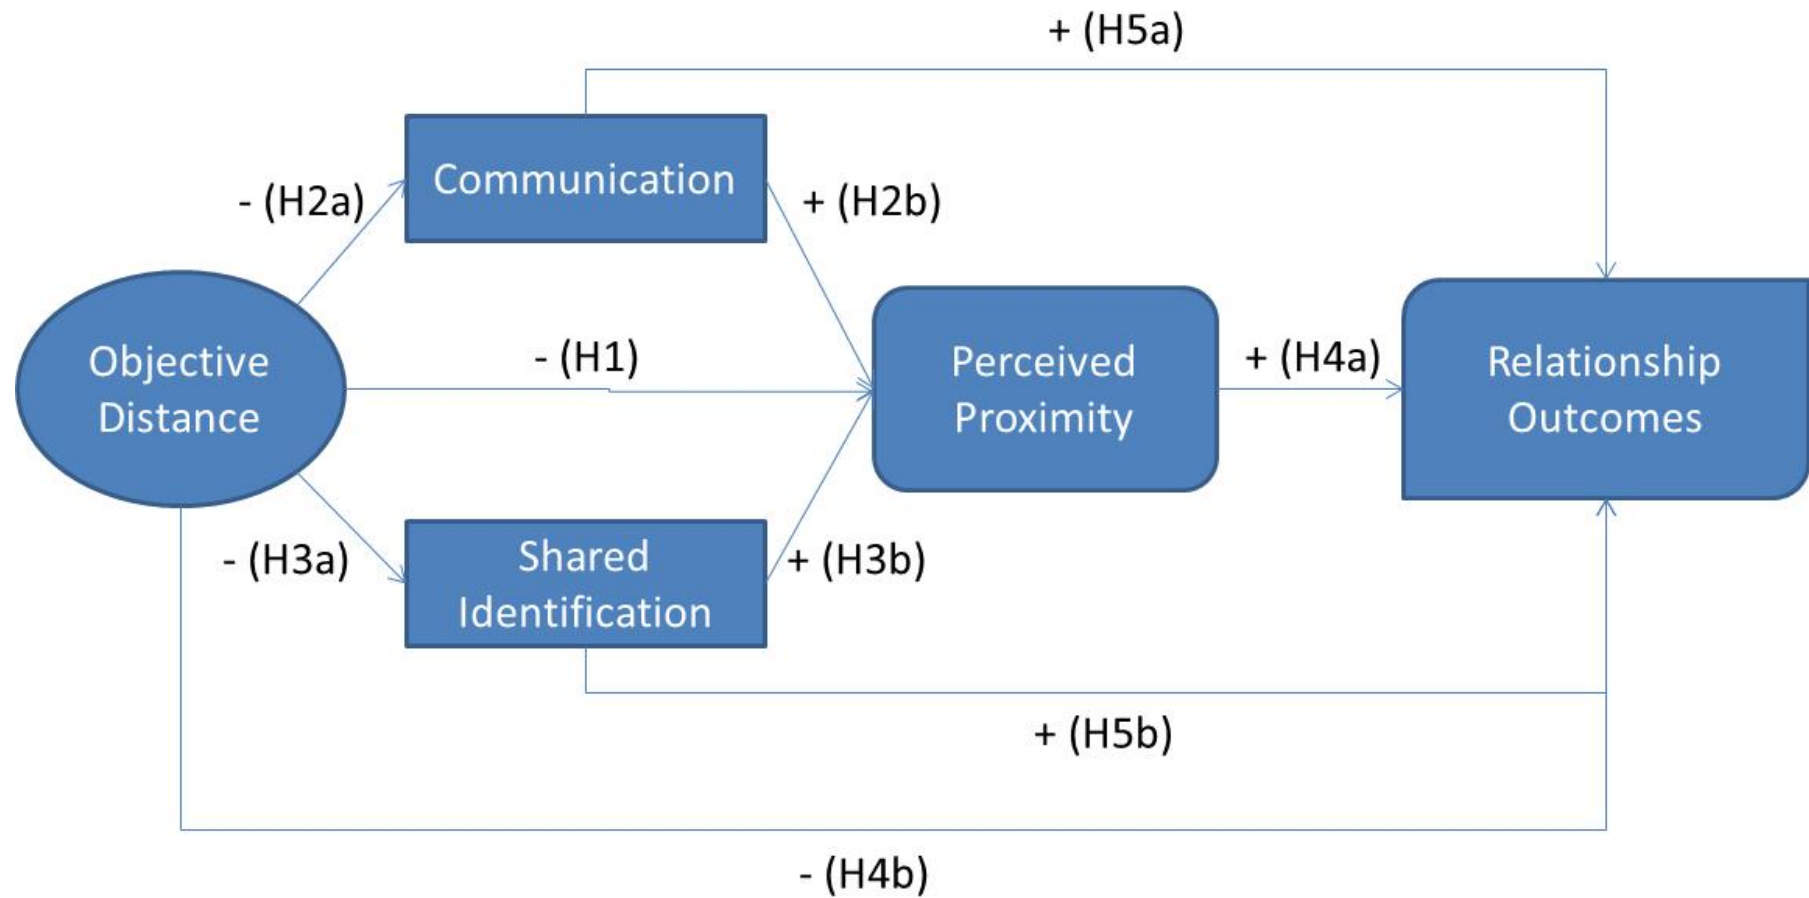 + (H5a)
Communication
- (H2a)
+ (H2b)
Objective
Distance
- (H1)
Perceived
Proximity
+ (H4a)
Relationship
Outcomes
- (H3a)
Shared
Identification
+ (H3b)
+ (H5b)
- (H4b)